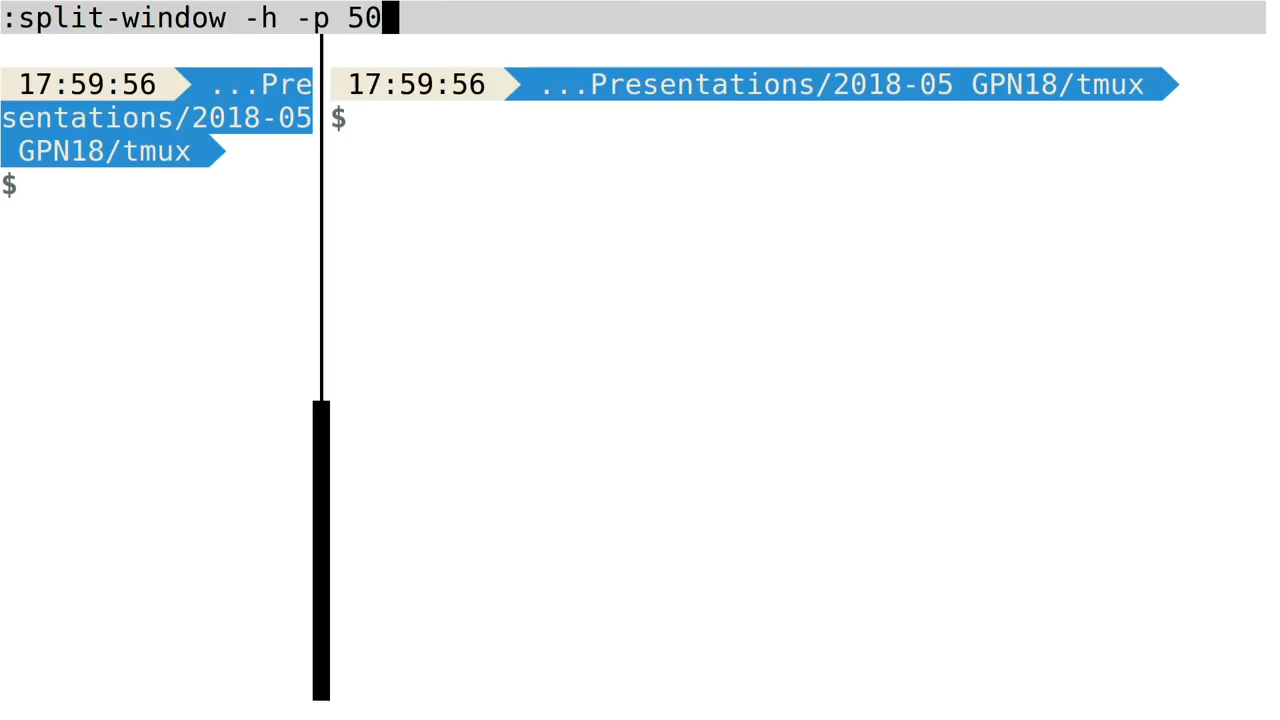 :split-window -h -p 50
17:59:56 ...Pre
sentations/2018-05
GPN18/tmux
$
17:59:56 ...Presentations/2018-05 GPN18/tmux
$